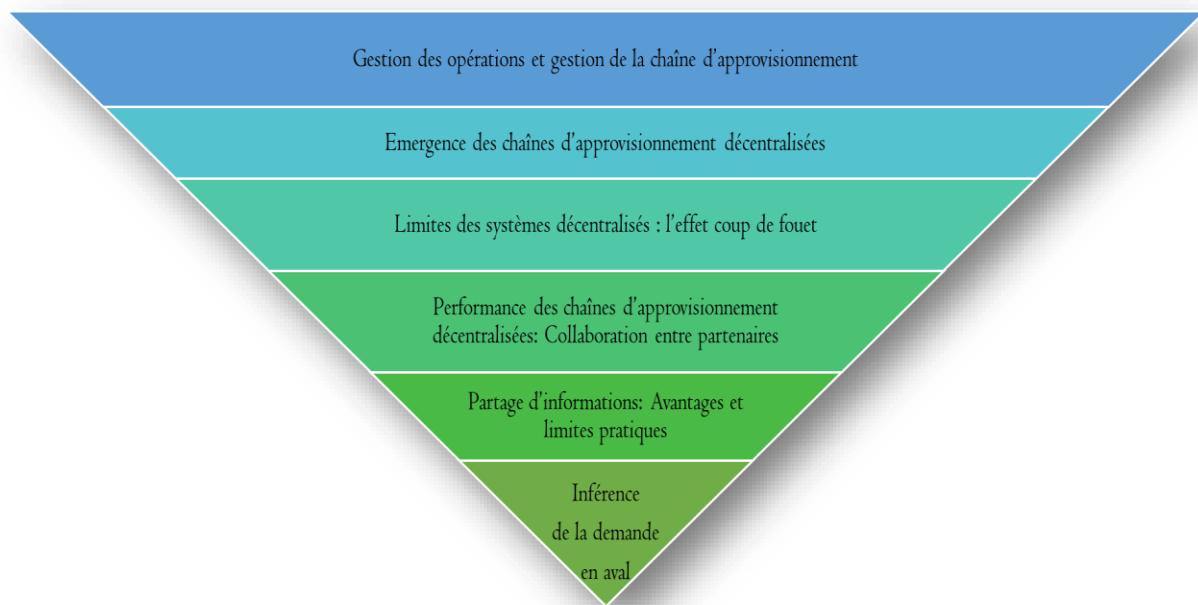 Gestion des opérations et gestion de la chaîne d’approvisionnement
Emergence des chaînes d’approvisionnement décentralisées
Limites des systèmes décentralisés : l’effet coup de fouet
Performance des chaînes d’approvisionnement
décentralisées: Collaboration entre partenaires
Partage d’informations: Avantages et
limites pratiques
Inférence
de la demande
en aval